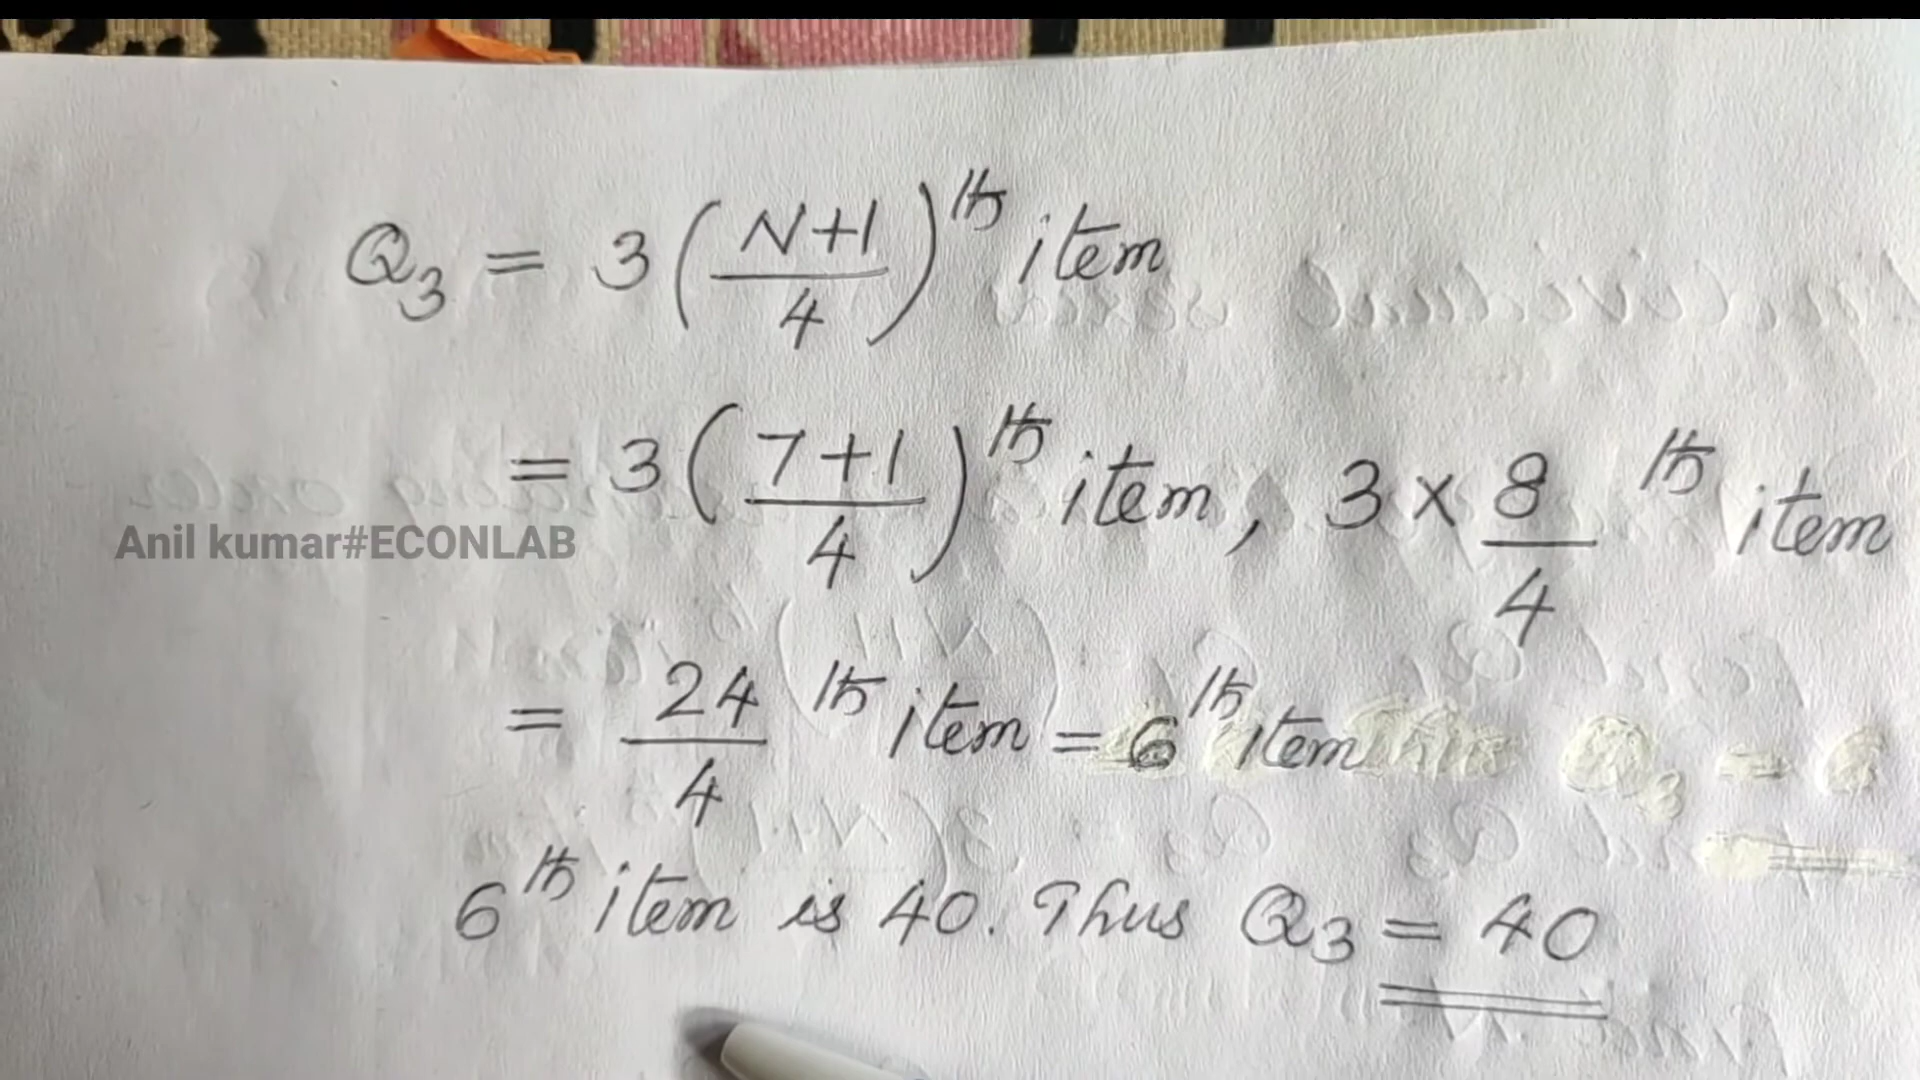 Q₃ = 3(N+1/4)th item
= 3(7+1/4)th item, 3 × 8/4 th item
Anil kumar#ECONLAB
= 24/4 th item = 6th item
6th item is 40. Thus Q₃ = 40